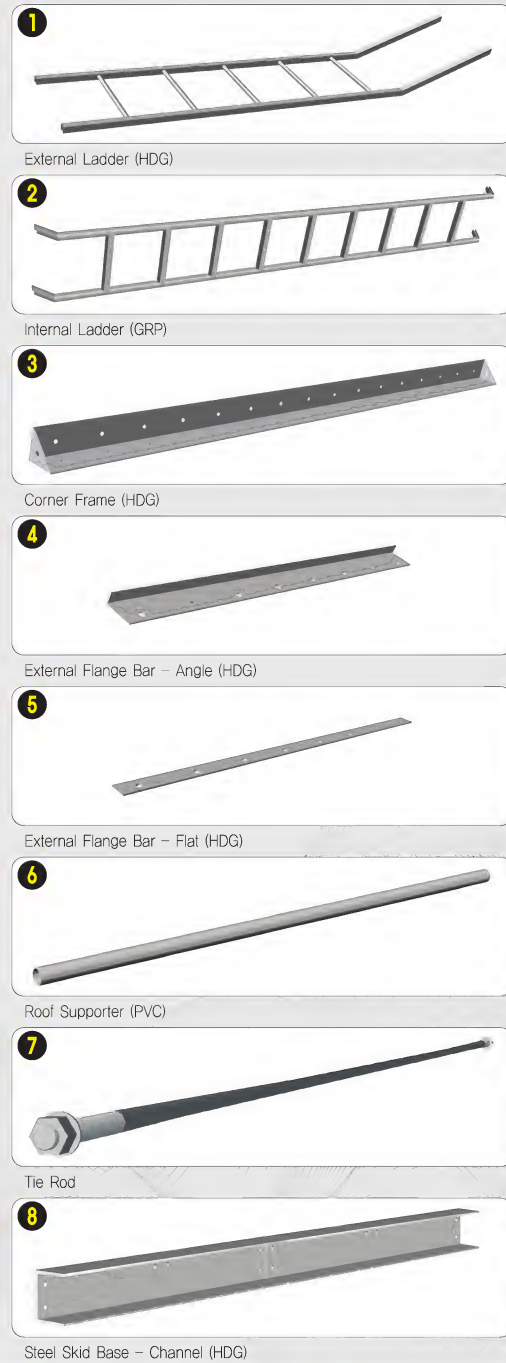 1
External Ladder (HDG)
2
Internal Ladder (GRP)
3
Corner Frame (HDG)
4
External Flange Bar - Angle (HDG)
5
External Flange Bar - Flat (HDG)
6
Roof Supporter (PVC)
7
Tie Rod
8
Steel Skid Base - Channel (HDG)